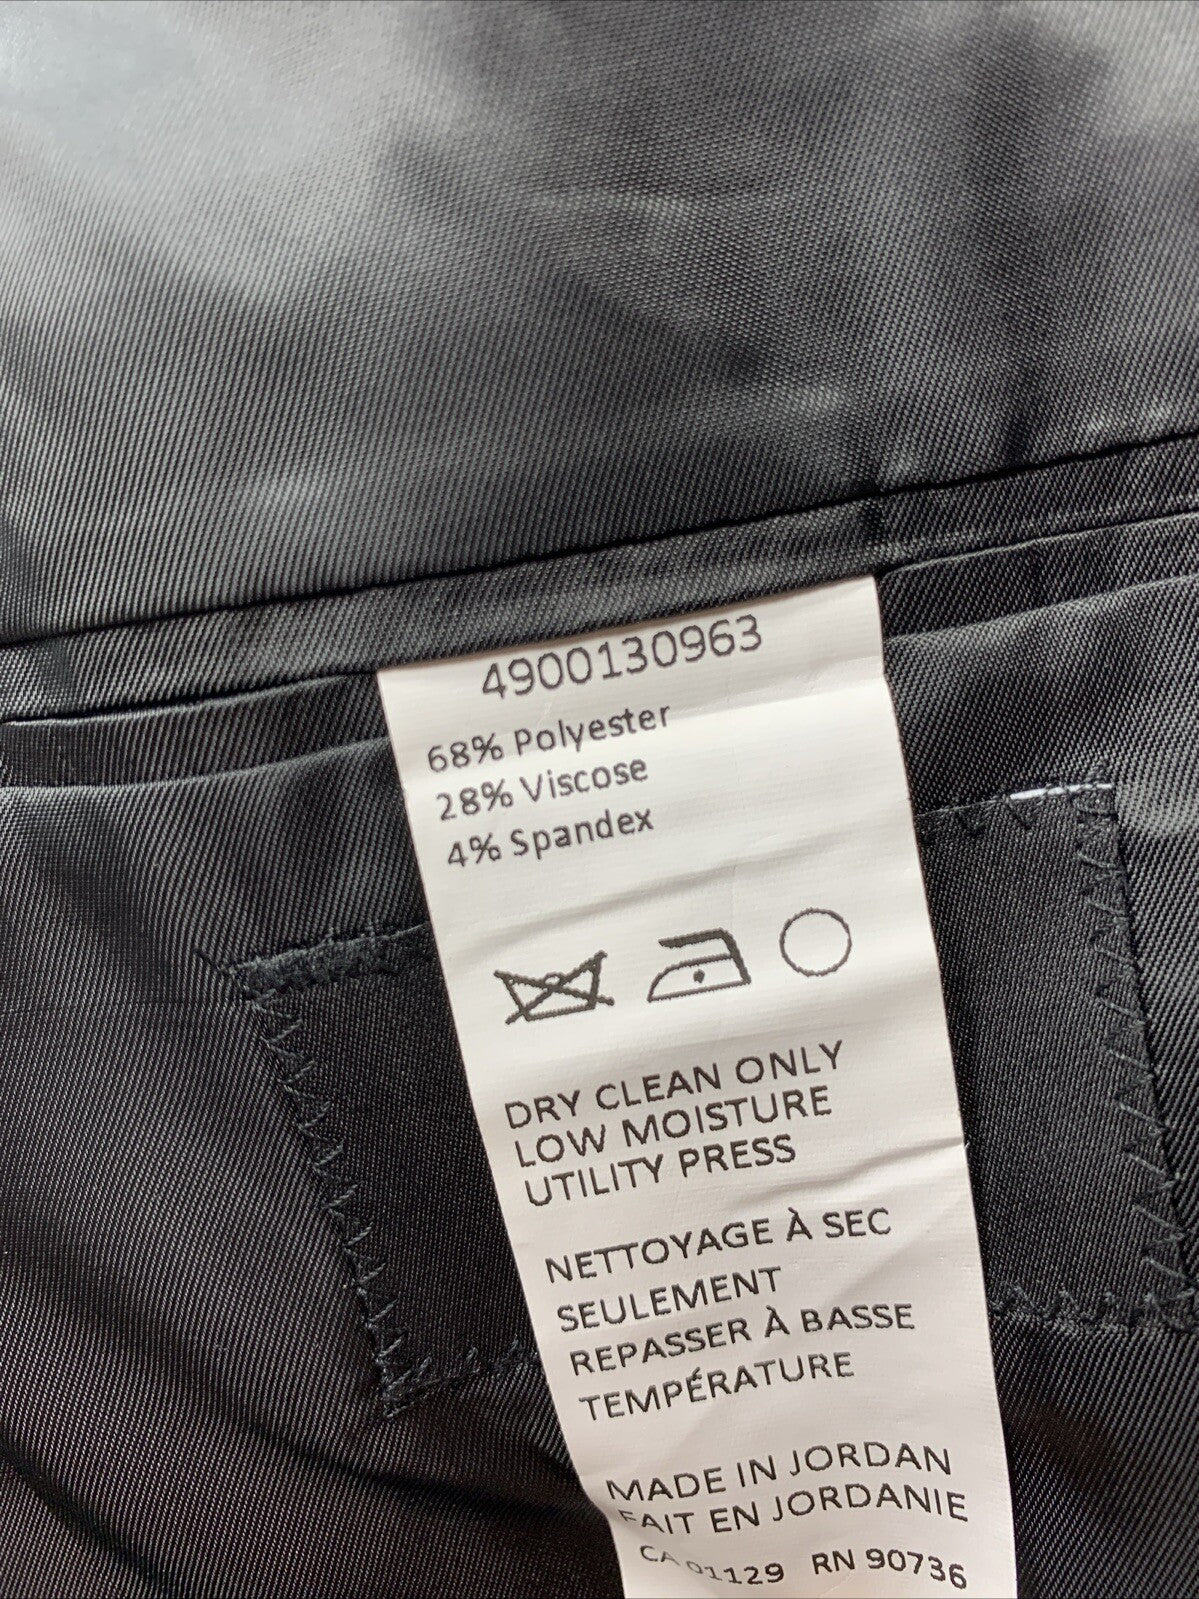 4900130963
68% Polyester
28% Viscose
4% Spandex
DRY CLEAN ONLY
LOW MOISTURE
UTILITY PRESS
NETTOYAGE À SEC
SEULEMENT
REPASSER À BASSE
TEMPÉRATURE
MADE IN JORDAN
FAIT EN JORDANIE
CA 01129 RN 90736